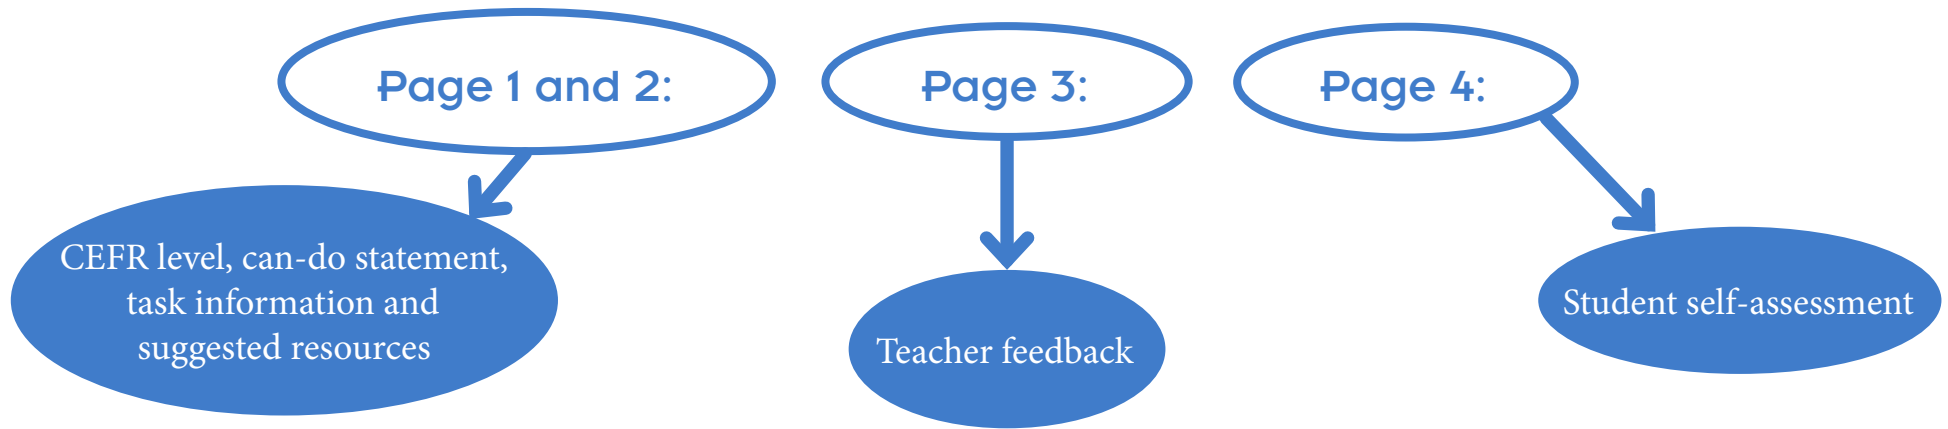 Page 1 and 2:
Page 3:
Page 4:
CEFR level, can-do statement,
task information and
suggested resources
Teacher feedback
Student self-assessment